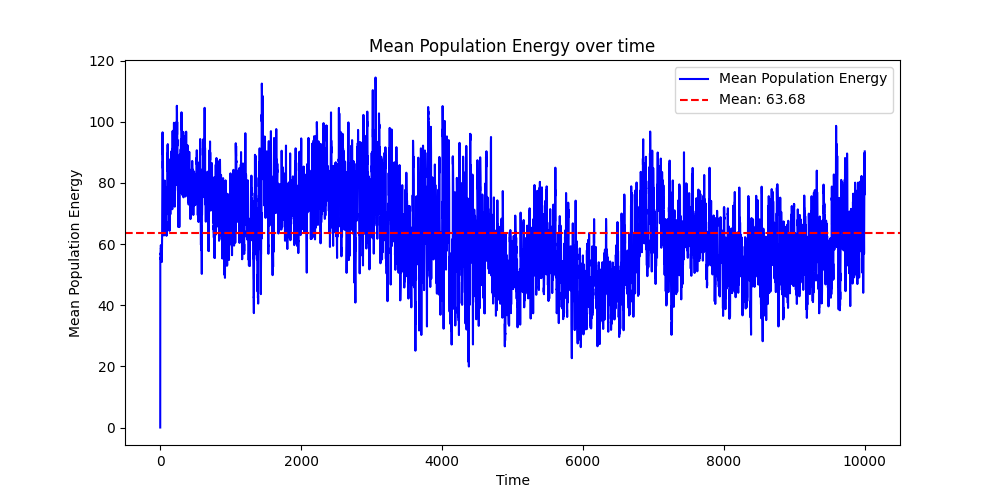 Mean Population Energy over time
Mean Population Energy
Mean: 63.68
120
100
80
60
40
20
0
Mean Population Energy
0 2000 4000 6000 8000 10000
Time